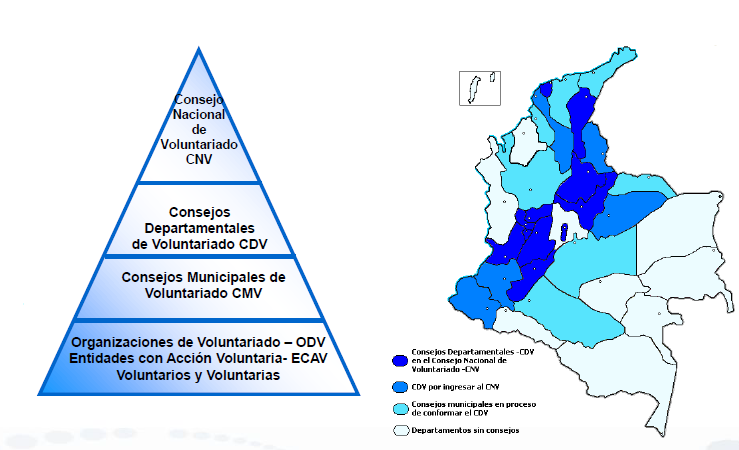 Consejo
Nacional
de
Voluntariado
CNV
Consejos
Departamentales
de Voluntariado CDV
Consejos Municipales de
Voluntariado CMV
Organizaciones de Voluntariado – ODV
Entidades con Acción Voluntaria- ECAV
Voluntarios y Voluntarias
Consejos Departamentales -CDV
en el Consejo Nacional de
Voluntariado -CNV
CDV por ingresar al CNV
Consejos municipales en proceso
de conformar el CDV
Departamentos sin consejos